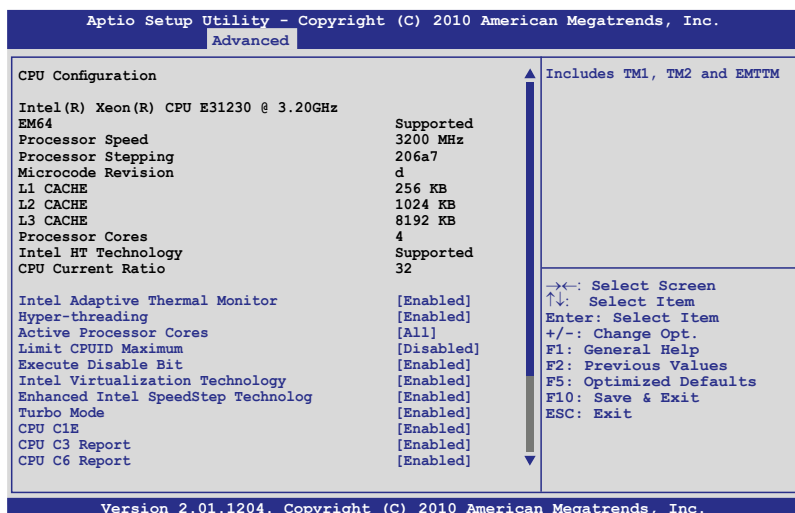 Aptio Setup Utility - Copyright (C) 2010 American Megatrends, Inc.
Advanced
CPU Configuration
Intel(R) Xeon(R) CPU E31230 @ 3.20GHz
EM64 Supported
Processor Speed 3200 MHz
Processor Stepping 206a7
Microcode Revision d
L1 CACHE 256 KB
L2 CACHE 1024 KB
L3 CACHE 8192 KB
Processor Cores 4
Intel HT Technology Supported
CPU Current Ratio 32
Intel Adaptive Thermal Monitor [Enabled]
Hyper-threading [Enabled]
Active Processor Cores [All]
Limit CPUID Maximum [Disabled]
Execute Disable Bit [Enabled]
Intel Virtualization Technology [Enabled]
Enhanced Intel SpeedStep Technolog [Enabled]
Turbo Mode [Enabled]
CPU C1E [Enabled]
CPU C3 Report [Enabled]
CPU C6 Report [Enabled]
Includes TM1, TM2 and EMTTM
→←: Select Screen
↑↓: Select Item
Enter: Select Item
+/-: Change Opt.
F1: General Help
F2: Previous Values
F5: Optimized Defaults
F10: Save & Exit
ESC: Exit
Version 2.01.1204. Copyright (C) 2010 American Megatrends, Inc.